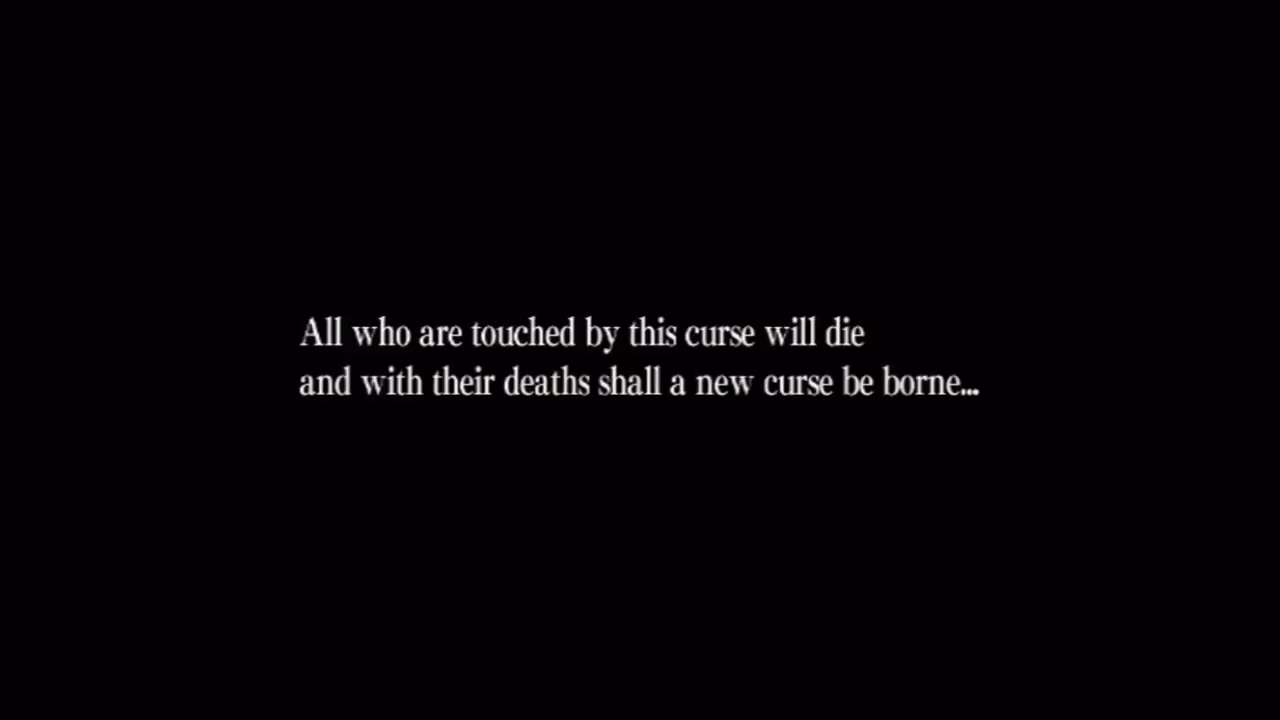 All who are touched by this curse will die
and with their deaths shall a new curse be borne...